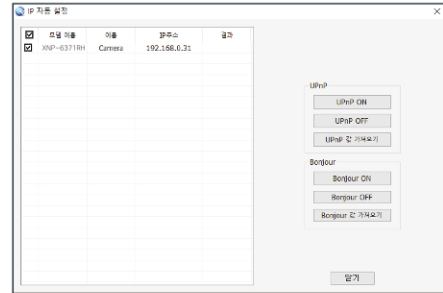 IP 자동 설정
모델 이름 이름 IP주소 결과
XNP-6371RH Camera 192.168.0.31
UPnP
UPnP ON
UPnP OFF
UPnP 값 가져오기
Bonjour
Bonjour ON
Bonjour OFF
Bonjour 값 가져오기
닫기